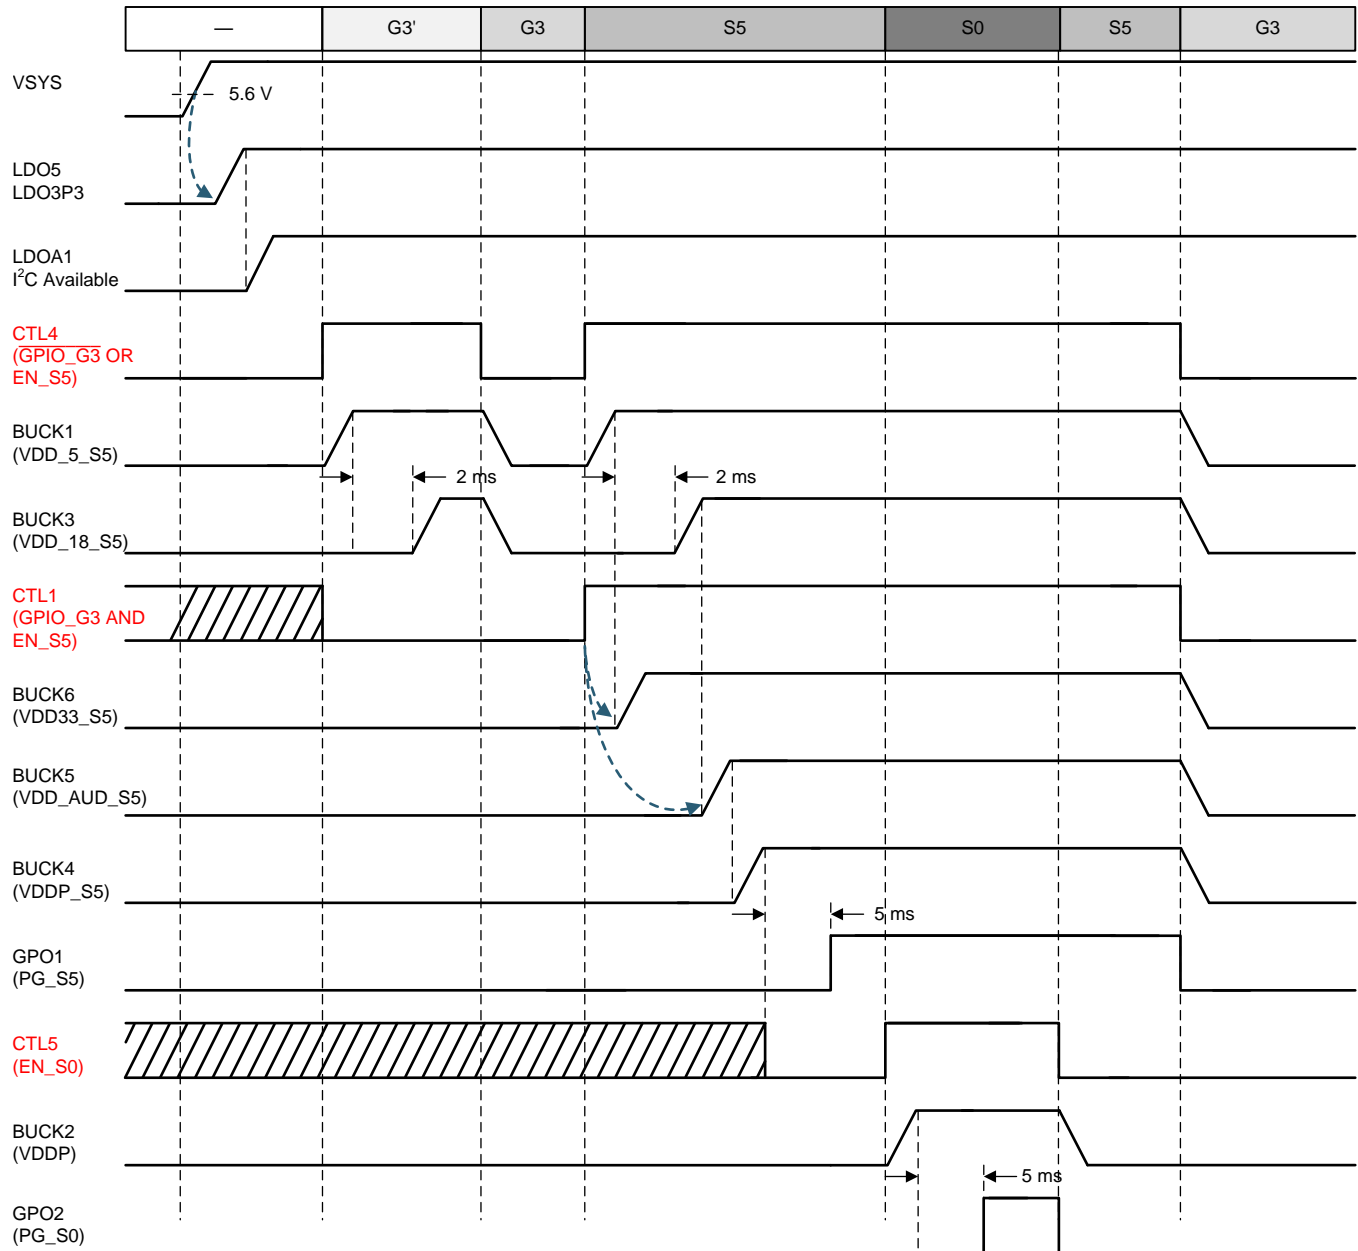 — G3' G3 S5 S0 S5 G3
VSYS
5.6 V
LDO5
LDO3P3
LDOA1
I²C Available
CTL4
(GPIO_G3 OR
EN_S5)
BUCK1
(VDD_5_S5)
2 ms 2 ms
BUCK3
(VDD_18_S5)
CTL1
(GPIO_G3 AND
EN_S5)
BUCK6
(VDD33_S5)
BUCK5
(VDD_AUD_S5)
BUCK4
(VDDP_S5)
5 ms
GPO1
(PG_S5)
CTL5
(EN_S0)
BUCK2
(VDDP)
5 ms
GPO2
(PG_S0)